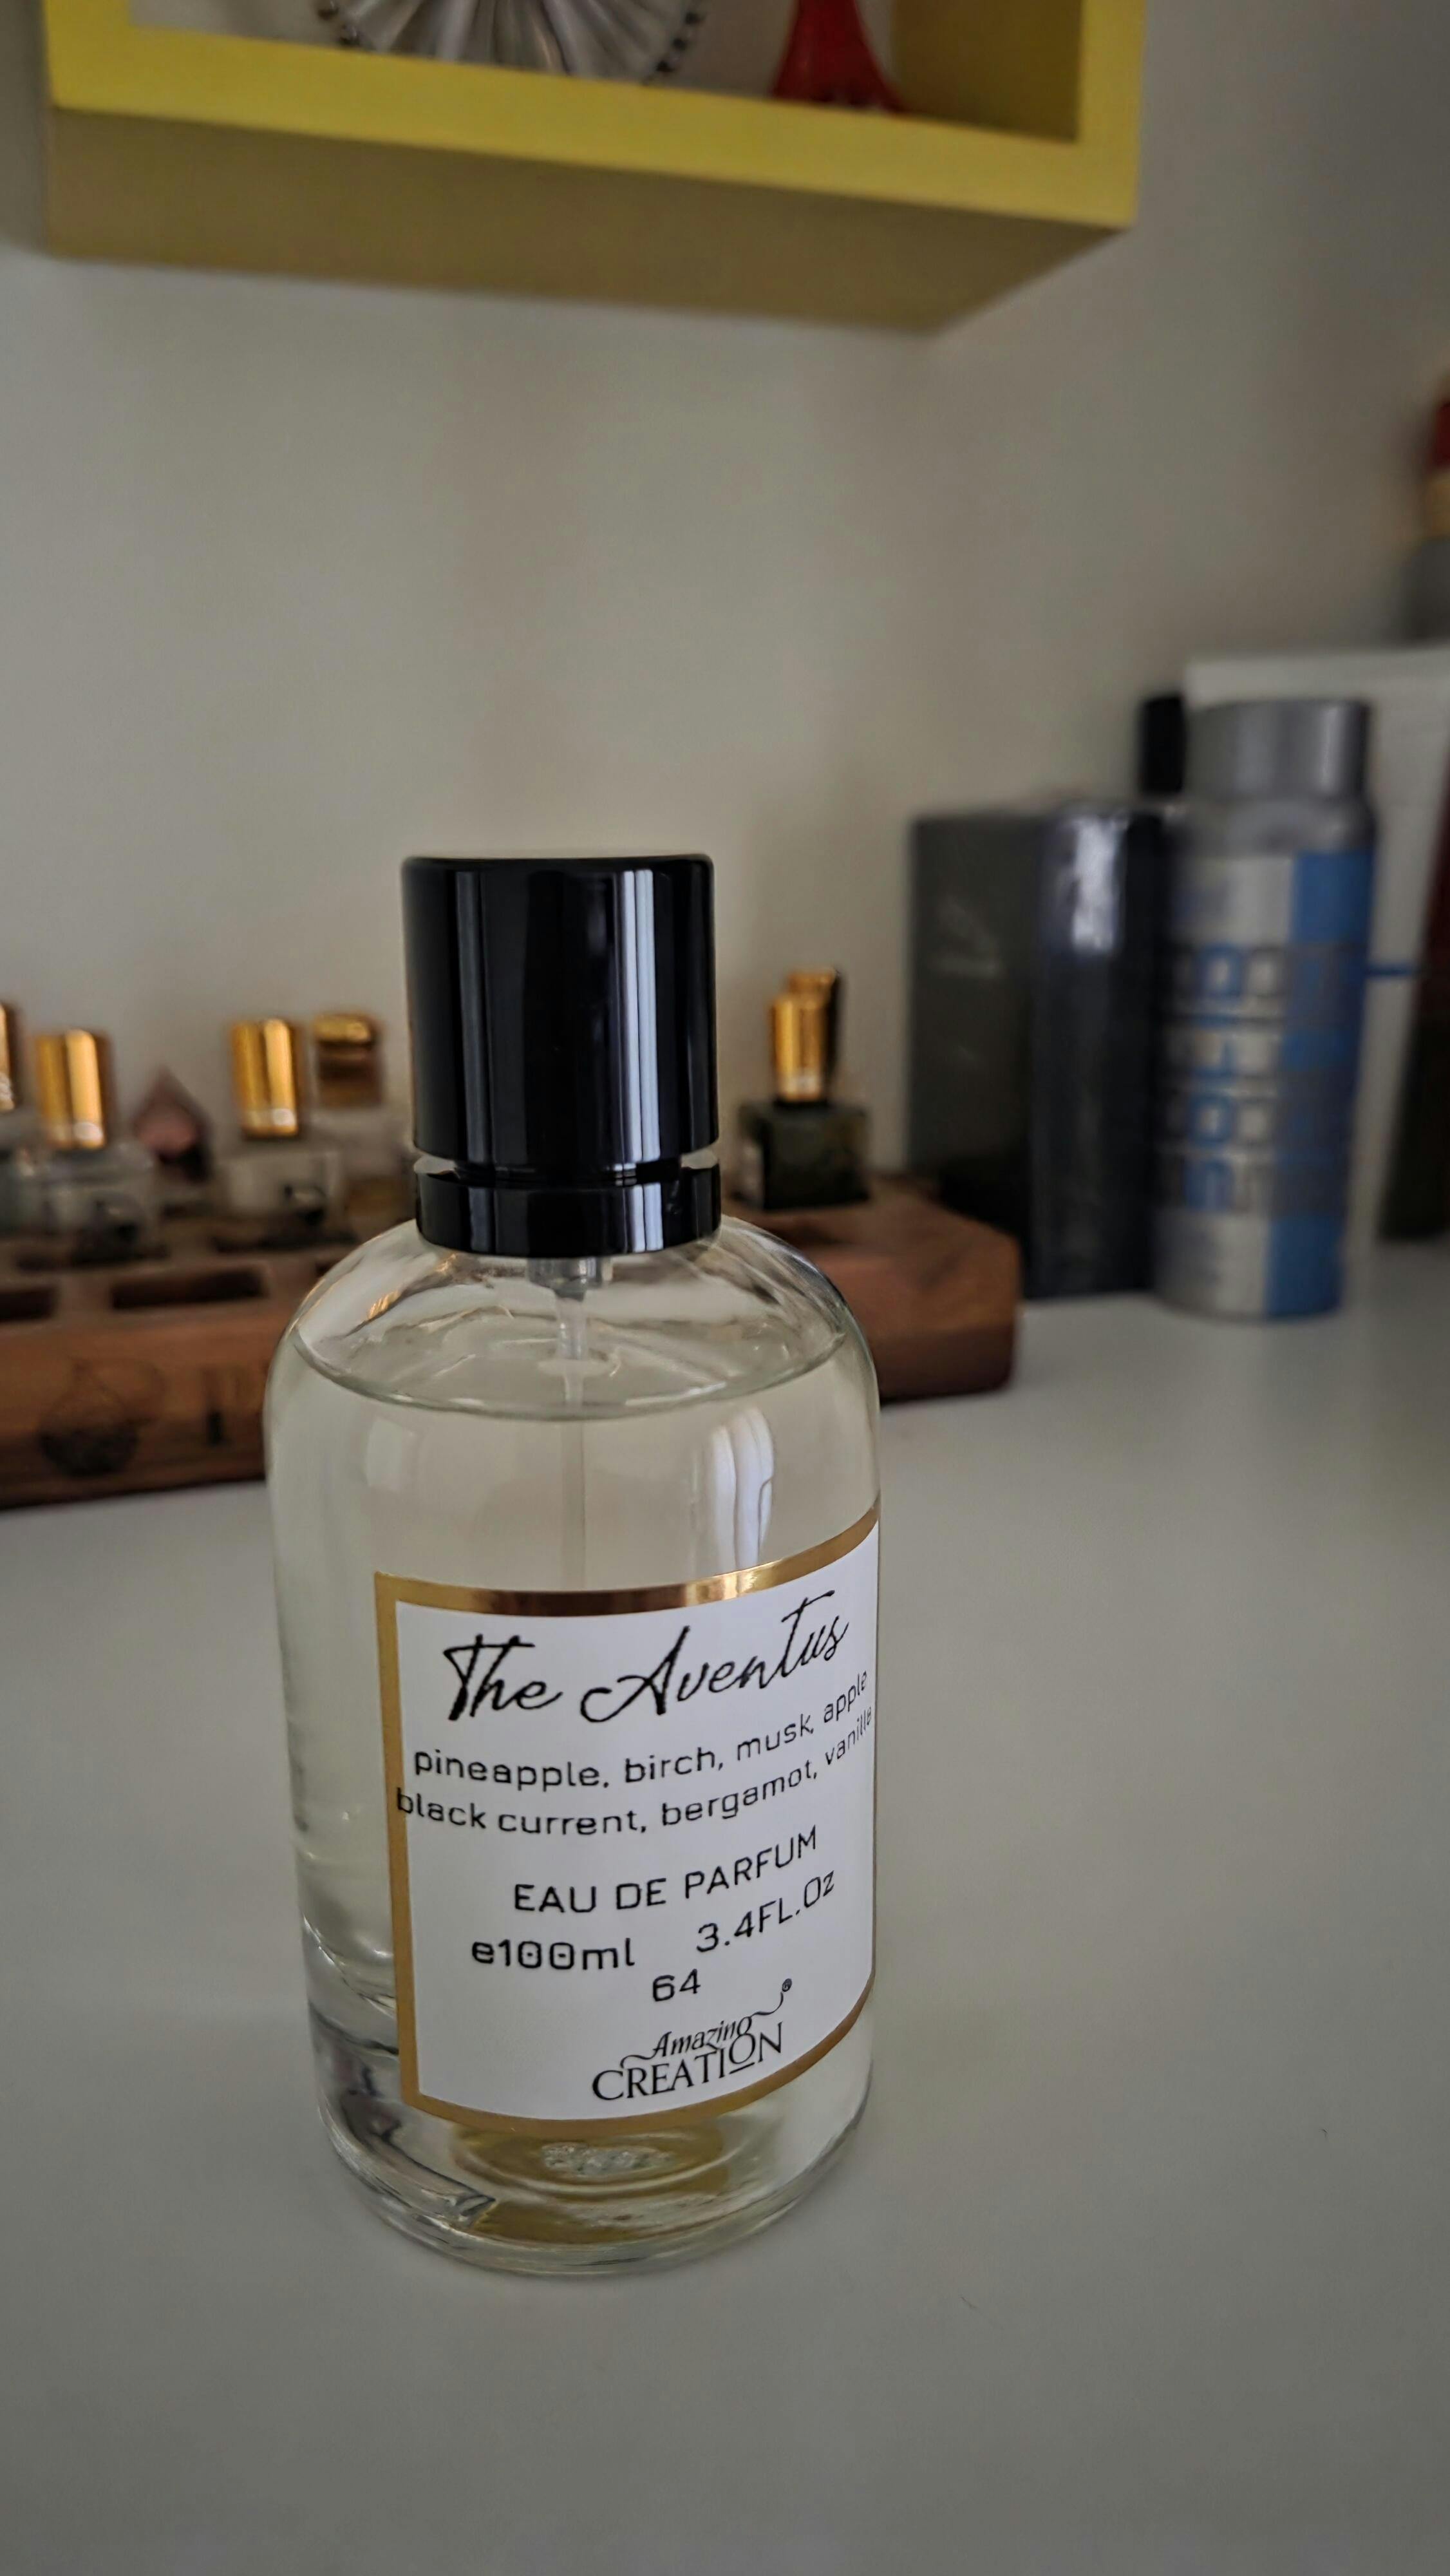 The Aventus
pineapple, birch, musk, apple
black current, bergamot, vanilla
EAU DE PARFUM
e100ml 3.4FL.Oz
64
Amazing®
CREATION